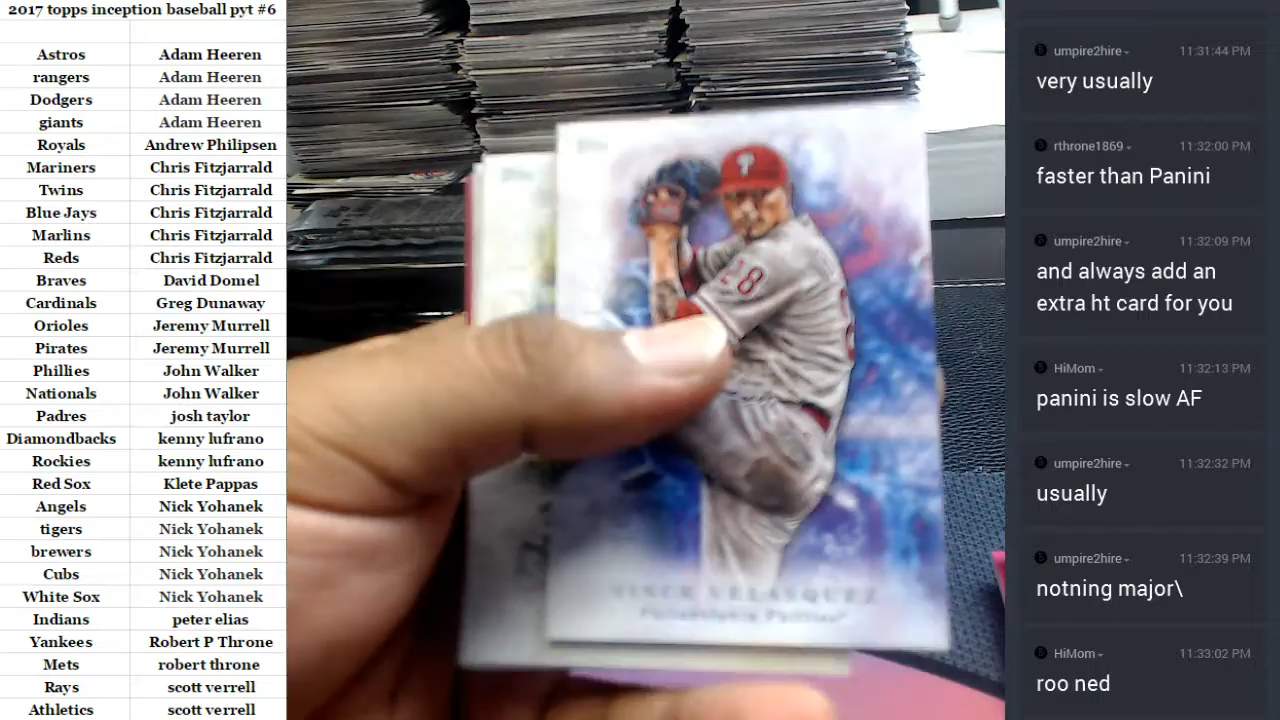 2017 topps inception baseball pyt #6
Astros Adam Heeren
rangers Adam Heeren
Dodgers Adam Heeren
giants Adam Heeren
Royals Andrew Philipsen
Mariners Chris Fitzjarrald
Twins Chris Fitzjarrald
Blue Jays Chris Fitzjarrald
Marlins Chris Fitzjarrald
Reds Chris Fitzjarrald
Braves David Domel
Cardinals Greg Dunaway
Orioles Jeremy Murrell
Pirates Jeremy Murrell
Phillies John Walker
Nationals John Walker
Padres josh taylor
Diamondbacks kenny lufrano
Rockies kenny lufrano
Red Sox Klete Pappas
Angels Nick Yohanek
tigers Nick Yohanek
brewers Nick Yohanek
Cubs Nick Yohanek
White Sox Nick Yohanek
Indians peter elias
Yankees Robert P Throne
Mets robert throne
Rays scott verrell
Athletics scott verrell
P
28
VINCE VELASQUEZ
Philadelphia Phillies
umpire2hire 11:31:44 PM
very usually
rthrone1869 11:32:00 PM
faster than Panini
umpire2hire 11:32:09 PM
and always add an
extra ht card for you
HiMom 11:32:13 PM
panini is slow AF
umpire2hire 11:32:32 PM
usually
umpire2hire 11:32:39 PM
notning major\
HiMom 11:33:02 PM
roo ned